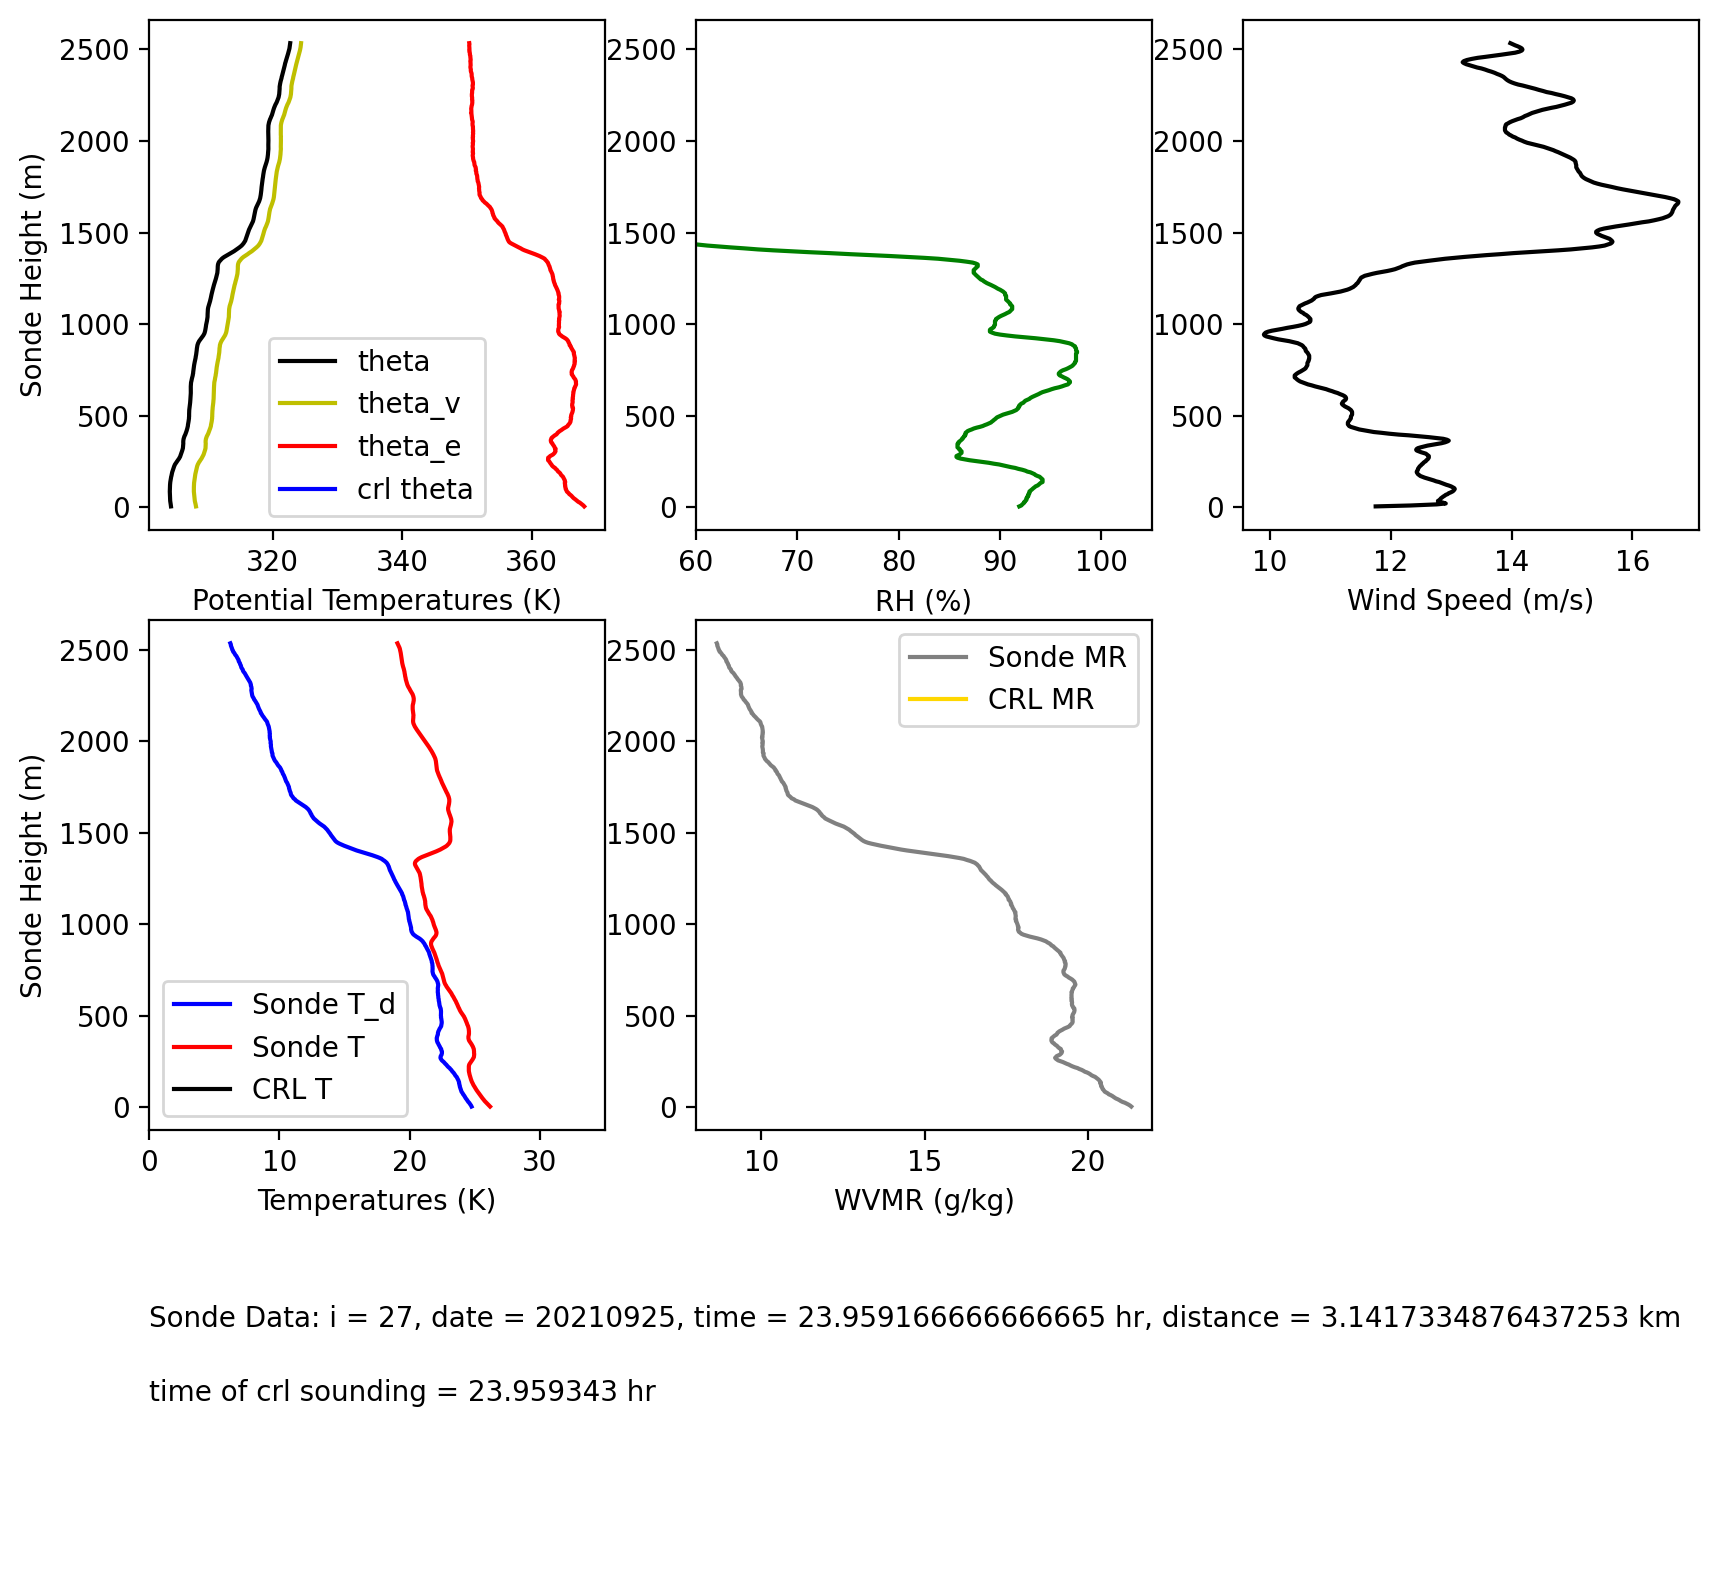 Sonde Height (m)
2500
2000
1500
1000
500
0
theta
theta_v
theta_e
crl theta
320 340 360
Potential Temperatures (K)
2500
2000
1500
1000
500
0
60 70 80 90 100
RH (%)
2500
2000
1500
1000
500
0
10 12 14 16
Wind Speed (m/s)
Sonde Height (m)
2500
2000
1500
1000
500
0
Sonde T_d
Sonde T
CRL T
0 10 20 30
Temperatures (K)
2500
2000
1500
1000
500
0
Sonde MR
CRL MR
10 15 20
WVMR (g/kg)
Sonde Data: i = 27, date = 20210925, time = 23.959166666666665 hr, distance = 3.1417334876437253 km
time of crl sounding = 23.959343 hr